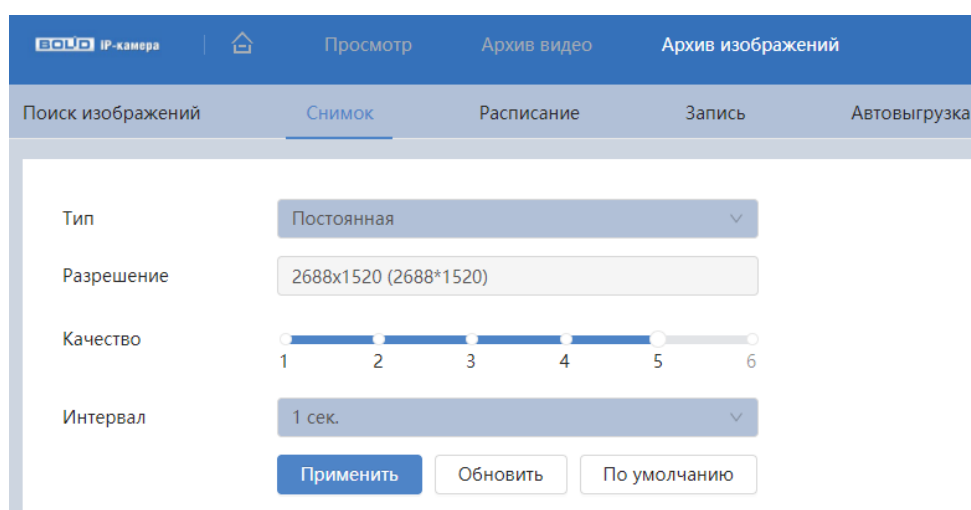 BOLID IP-камера Просмотр Архив видео Архив изображений
Поиск изображений Снимок Расписание Запись Автовыгрузка
Тип Постоянная
Разрешение 2688x1520 (2688*1520)
Качество
1 2 3 4 5 6
Интервал 1 сек.
Применить Обновить По умолчанию